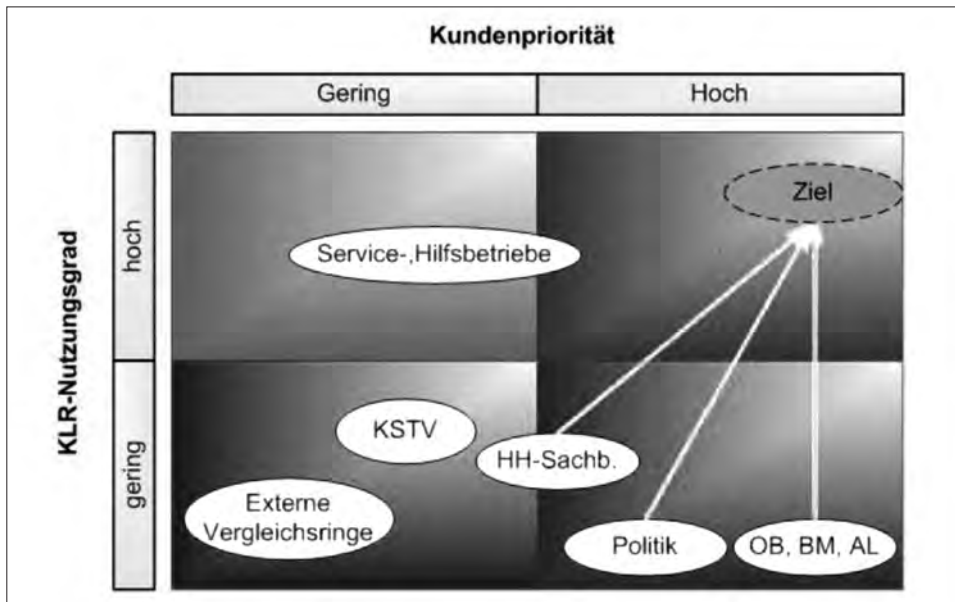 Kundenpriorität
Gering
Hoch
KLR-Nutzungsgrad
hoch
gering
Ziel
Service-,Hilfsbetriebe
KSTV
HH-Sachb.
Externe
Vergleichsringe
Politik
OB, BM, AL